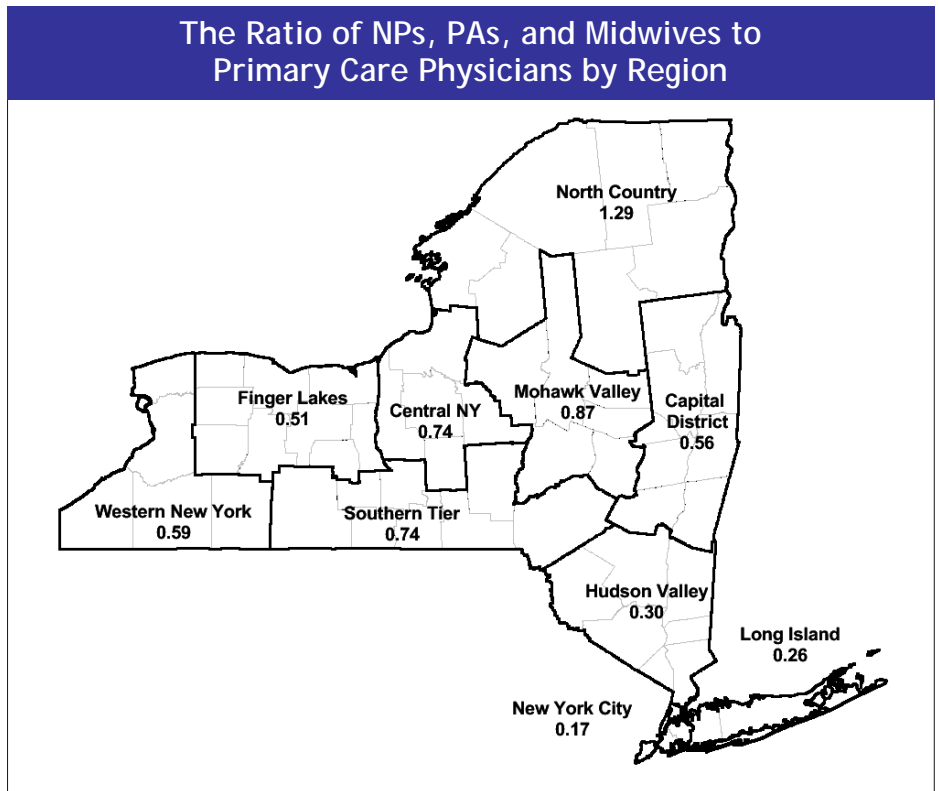 The Ratio of NPs, PAs, and Midwives to
Primary Care Physicians by Region
North Country
1.29
Mohawk Valley
0.87
Capital
District
0.56
Finger Lakes
0.51
Central NY
0.74
Western New York
0.59
Southern Tier
0.74
Hudson Valley
0.30
Long Island
0.26
New York City
0.17